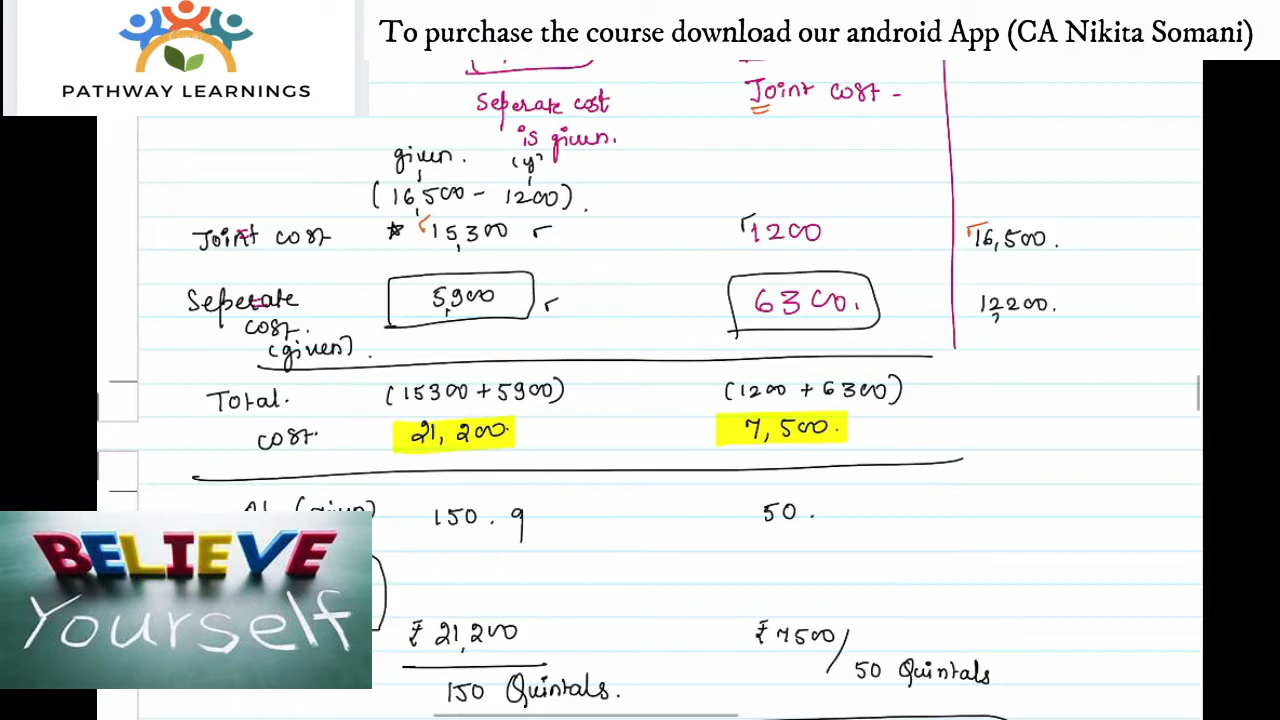 To purchase the course download our android App (CA Nikita Somani)
PATHWAY LEARNINGS
Seperate cost
is given.
Joint cost -
given. (y)
(16,500 - 1200).
Joint cost ☆ 15,300 1200 16,500.
Seperate 5,900 6300. 12,200.
cost.
(given).
Total. (15300 + 5900) (1200 + 6300)
cost. 21,200. 7,500.
(given) 150. q 50.
BELIEVE
Yourself
₹ 21,200 ₹ 7500/
150 Quintals. 50 Quintals